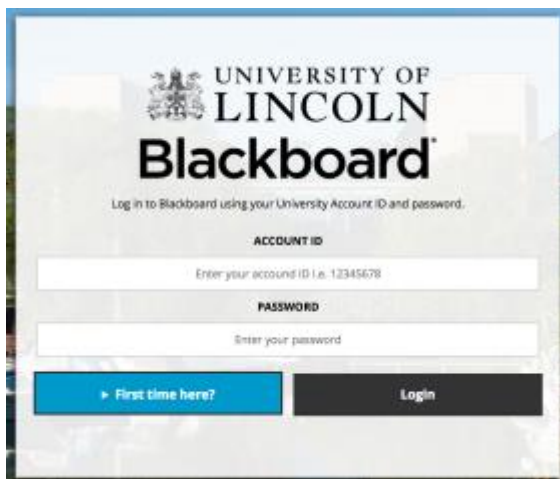 UNIVERSITY OF
LINCOLN
Blackboard
Log in to Blackboard using your University Account ID and password.
ACCOUNT ID
Enter your accound ID i.e. 12345678
PASSWORD
Enter your password
▸ First time here?
Login